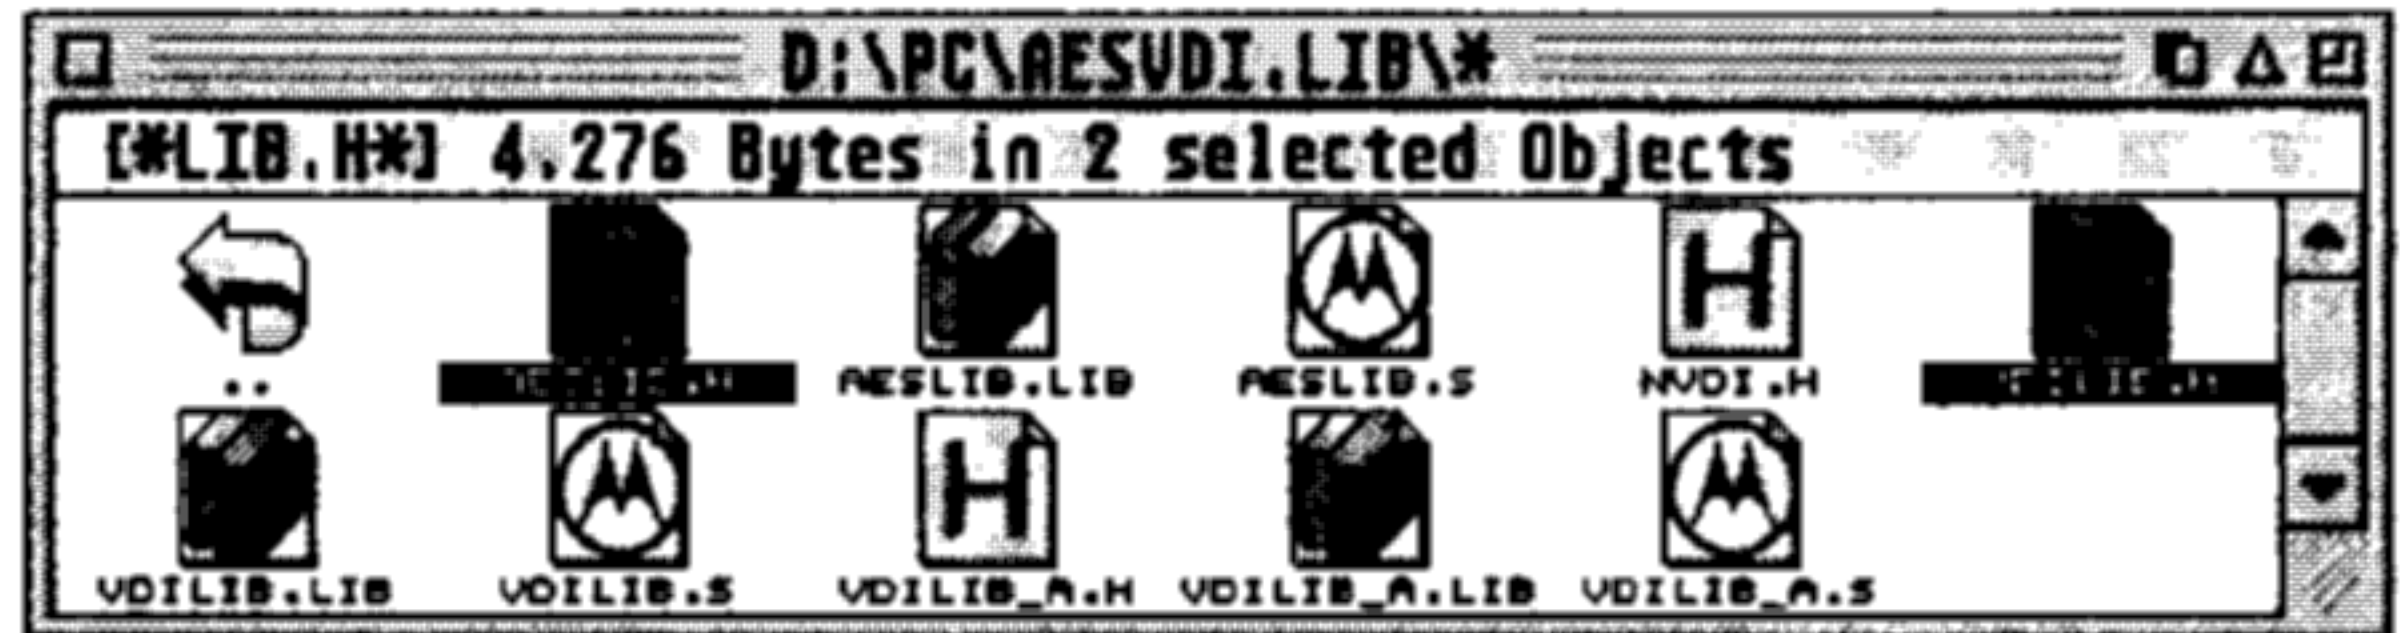 D:\PC\AESVDI.LIB\*
[*LIB.H*] 4.276 Bytes in 2 selected Objects
.. AESLIB.LIB AESLIB.S NVDI.H
VDILIB.LIB VDILIB.S VDILIB_A.H VDILIB_A.LIB VDILIB_A.S